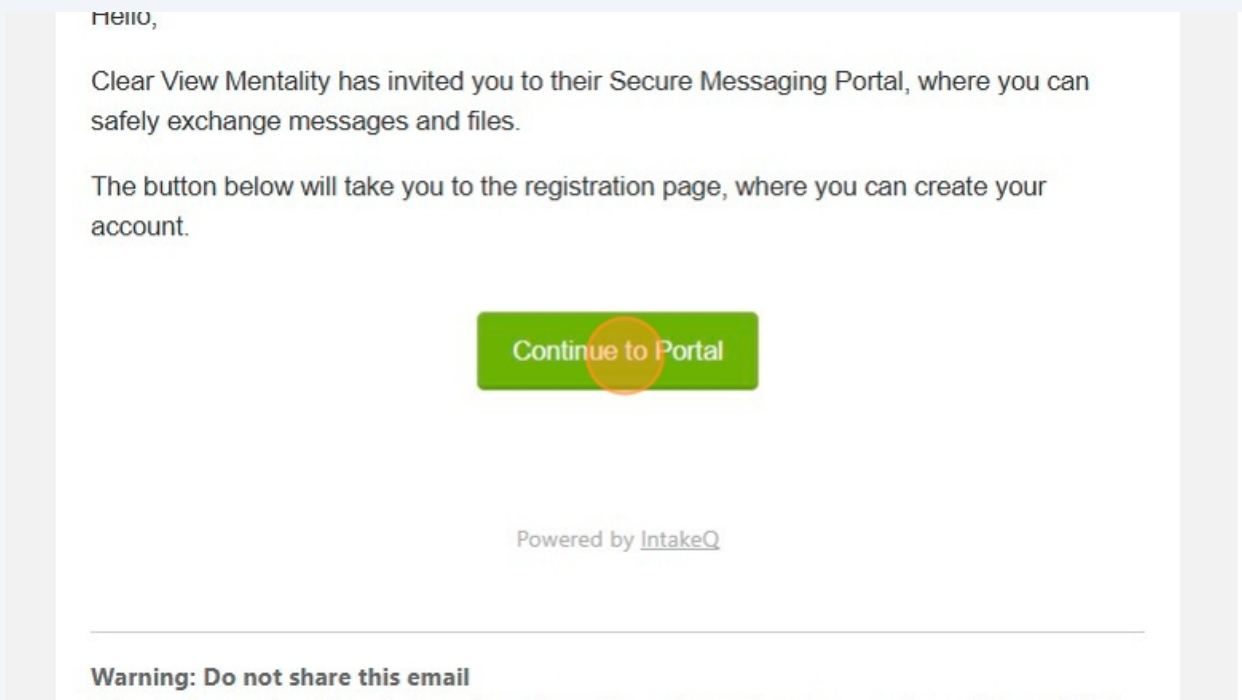 Hello,
Clear View Mentality has invited you to their Secure Messaging Portal, where you can
safely exchange messages and files.
The button below will take you to the registration page, where you can create your
account.
Continue to Portal
Powered by IntakeQ
Warning: Do not share this email